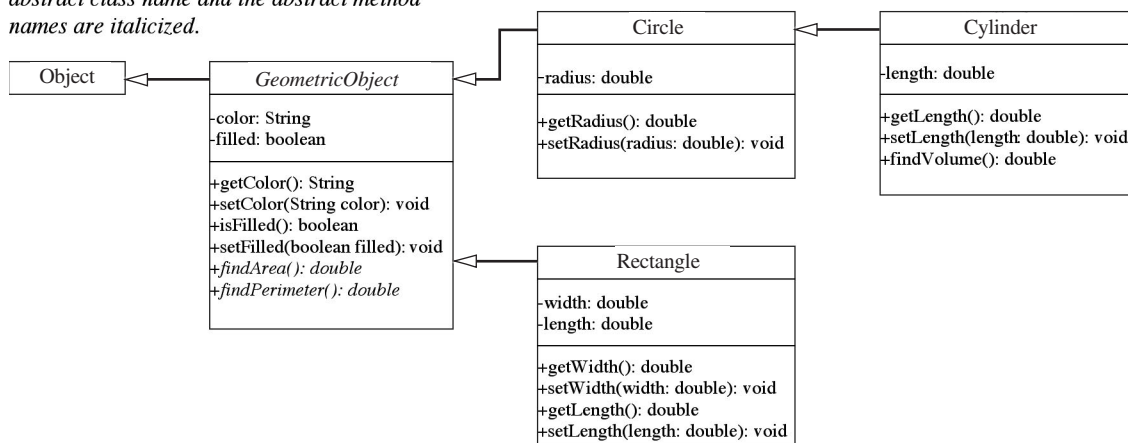 abstract class name and the abstract method
names are italicized.
Object
GeometricObject
-color: String
-filled: boolean
+getColor(): String
+setColor(String color): void
+isFilled(): boolean
+setFilled(boolean filled): void
+findArea(): double
+findPerimeter(): double
Circle
-radius: double
+getRadius(): double
+setRadius(radius: double): void
Cylinder
-length: double
+getLength(): double
+setLength(length: double): void
+findVolume(): double
Rectangle
-width: double
-length: double
+getWidth(): double
+setWidth(width: double): void
+getLength(): double
+setLength(length: double): void